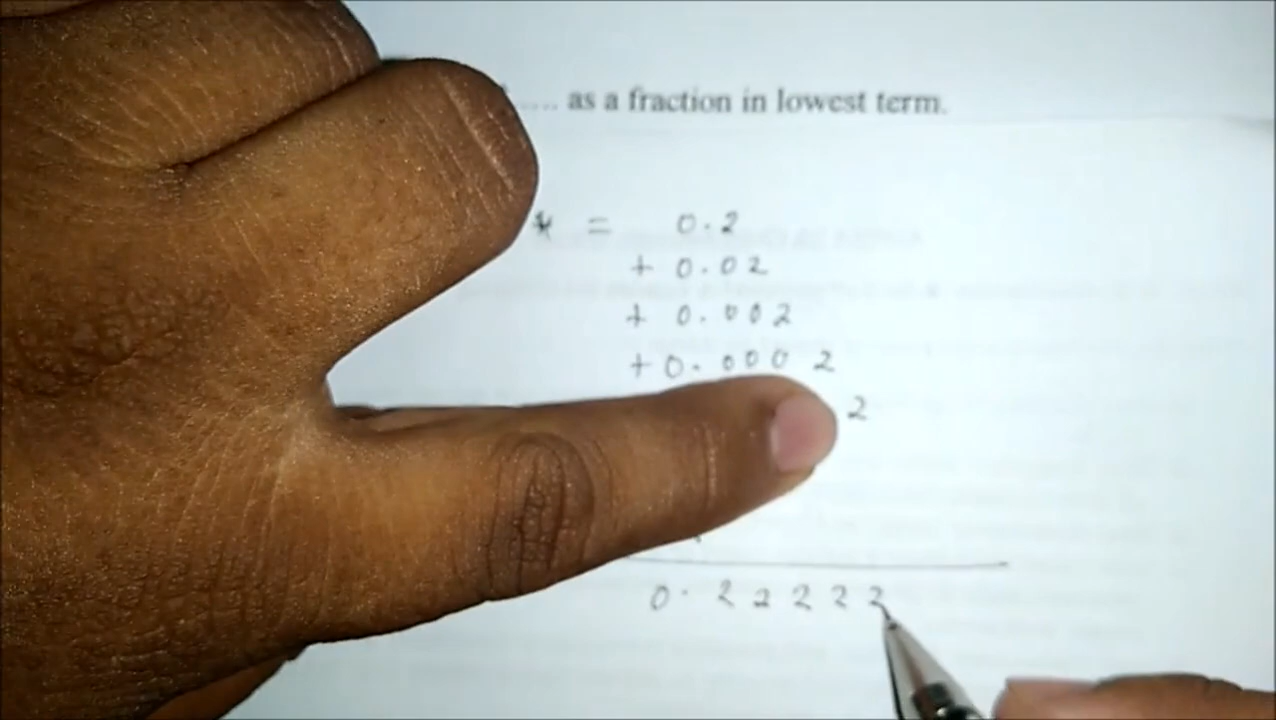 .... as a fraction in lowest term.
x = 0.2
+ 0.02
+ 0.002
+ 0.0002
2
0.22222